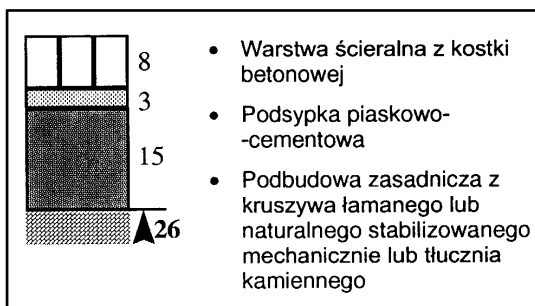 8
3
15
26
• Warstwa ścieralna z kostki
betonowej
• Podsypka piaskowo-
-cementowa
• Podbudowa zasadnicza z
kruszywa łamanego lub
naturalnego stabilizowanego
mechanicznie lub tłucznia
kamiennego